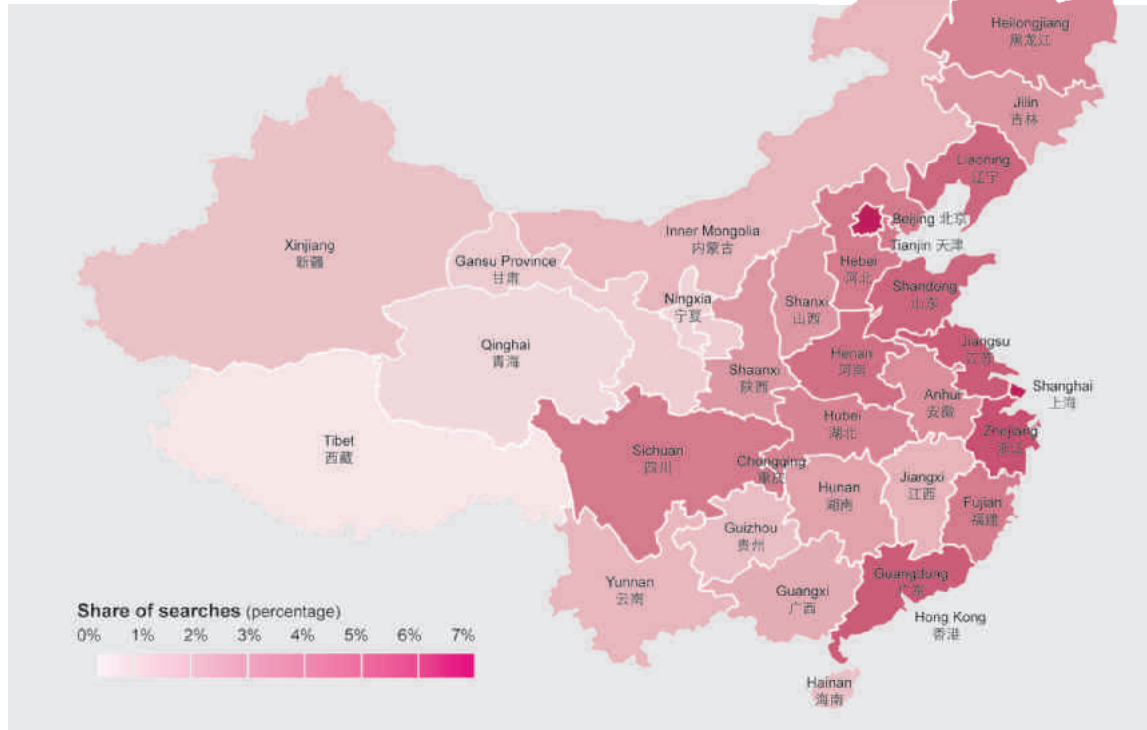 Heilongjiang
黑龙江
Jilin
吉林
Liaoning
辽宁
Beijing 北京
Tianjin 天津
Inner Mongolia
内蒙古
Xinjiang
新疆
Gansu Province
甘肃
Hebei
河北
Shandong
山东
Ningxia
宁夏
Shanxi
山西
Qinghai
青海
Jiangsu
江苏
Henan
河南
Shaanxi
陕西
Shanghai
上海
Anhui
安徽
Hubei
湖北
Zhejiang
浙江
Tibet
西藏
Sichuan
四川
Chongqing
重庆
Hunan
湖南
Jiangxi
江西
Fujian
福建
Guizhou
贵州
Yunnan
云南
Guangxi
广西
Guangdong
广东
Hong Kong
香港
Hainan
海南
Share of searches (percentage)
0% 1% 2% 3% 4% 5% 6% 7%